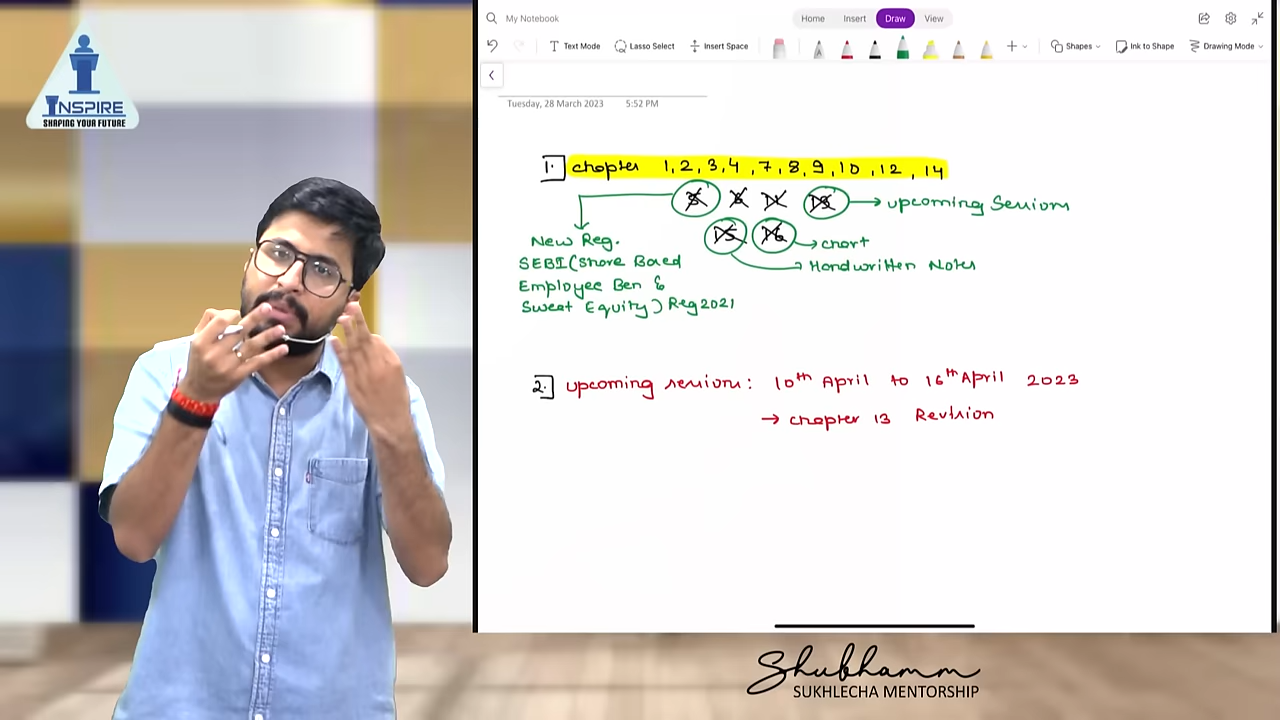 INSPIRE
SHAPING YOUR FUTURE
My Notebook
Home Insert Draw View
Text Mode Lasso Select Insert Space Shapes Ink to Shape Drawing Mode
Tuesday, 28 March 2023 5:52 PM
1. chapter 1, 2, 3, 4, 7, 8, 9, 10, 12, 14
→ upcoming Sessions
→ chart
→ Handwritten Notes
New Reg.
SEBI (Share Based
Employee Ben &
Sweat Equity) Reg 2021
2. upcoming sessions: 10th April to 16th April 2023
→ chapter 13 Revision
Shubhamm
SUKHLECHA MENTORSHIP